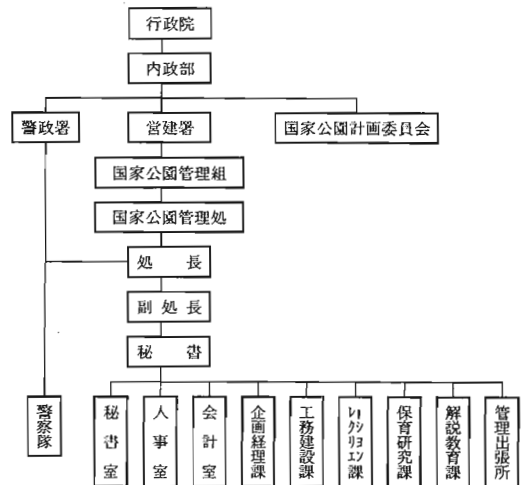 行政院
内政部
警政署
営建署
国家公園計画委員会
国家公園管理組
国家公園管理処
処長
副処長
秘書
警察隊
秘書室
人事室
会計室
企画経理課
工務建設課
ﾚｸﾘｴｰｼｮﾝ課
保育研究課
解説教育課
管理出張所